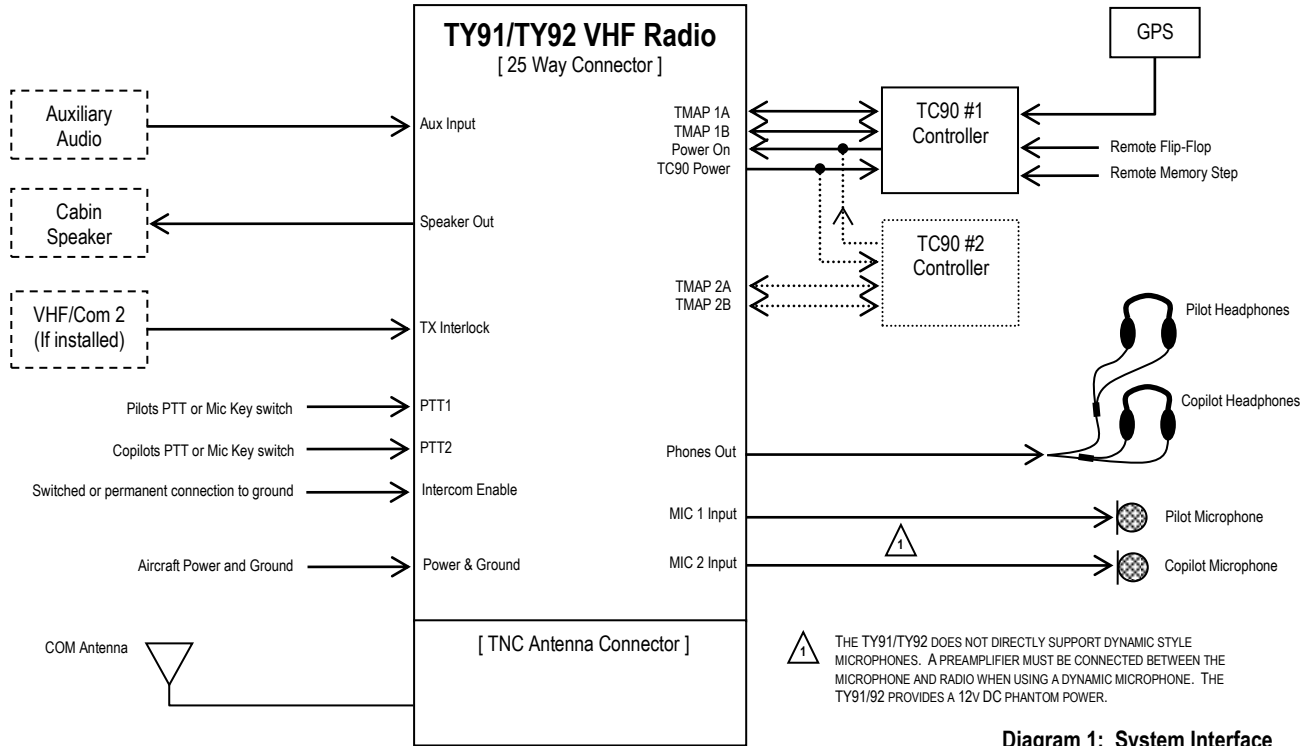 TY91/TY92 VHF Radio
[ 25 Way Connector ]
GPS
Auxiliary
Audio
Aux Input
TMAP 1A
TMAP 1B
Power On
TC90 Power
TC90 #1
Controller
Remote Flip-Flop
Remote Memory Step
Cabin
Speaker
Speaker Out
TC90 #2
Controller
TMAP 2A
TMAP 2B
VHF/Com 2
(If installed)
TX Interlock
Pilot Headphones
Copilot Headphones
Pilots PTT or Mic Key switch
PTT1
Copilots PTT or Mic Key switch
PTT2
Phones Out
Switched or permanent connection to ground
Intercom Enable
MIC 1 Input
1
Pilot Microphone
Aircraft Power and Ground
Power & Ground
MIC 2 Input
Copilot Microphone
COM Antenna
[ TNC Antenna Connector ]
1
THE TY91/TY92 DOES NOT DIRECTLY SUPPORT DYNAMIC STYLE
MICROPHONES. A PREAMPLIFIER MUST BE CONNECTED BETWEEN THE
MICROPHONE AND RADIO WHEN USING A DYNAMIC MICROPHONE. THE
TY91/92 PROVIDES A 12V DC PHANTOM POWER.
Diagram 1: System Interface